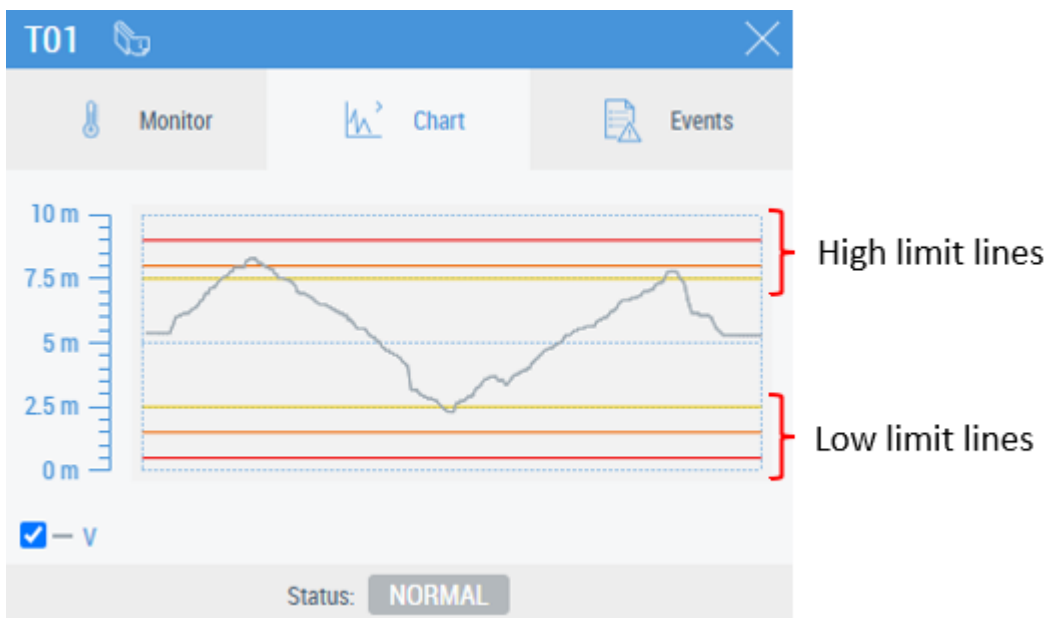 T01
Monitor
Chart
Events
10 m
7.5 m
5 m
2.5 m
0 m
High limit lines
Low limit lines
V
Status: NORMAL